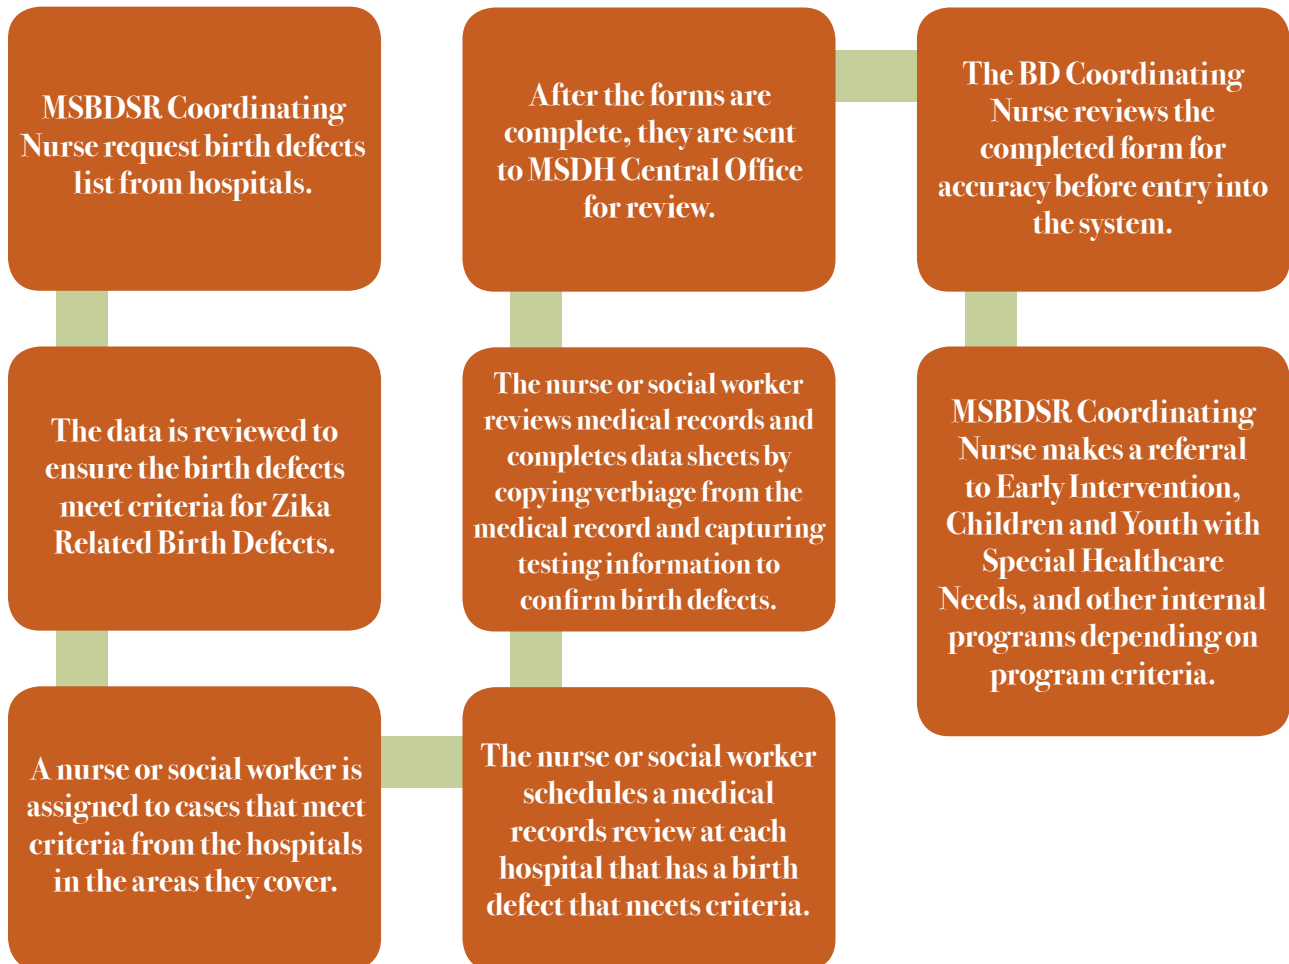 MSBDSR Coordinating
Nurse request birth defects
list from hospitals.
The data is reviewed to
ensure the birth defects
meet criteria for Zika
Related Birth Defects.
A nurse or social worker is
assigned to cases that meet
criteria from the hospitals
in the areas they cover.
The nurse or social worker
schedules a medical
records review at each
hospital that has a birth
defect that meets criteria.
The nurse or social worker
reviews medical records and
completes data sheets by
copying verbiage from the
medical record and capturing
testing information to
confirm birth defects.
After the forms are
complete, they are sent
to MSDH Central Office
for review.
The BD Coordinating
Nurse reviews the
completed form for
accuracy before entry into
the system.
MSBDSR Coordinating
Nurse makes a referral
to Early Intervention,
Children and Youth with
Special Healthcare
Needs, and other internal
programs depending on
program criteria.